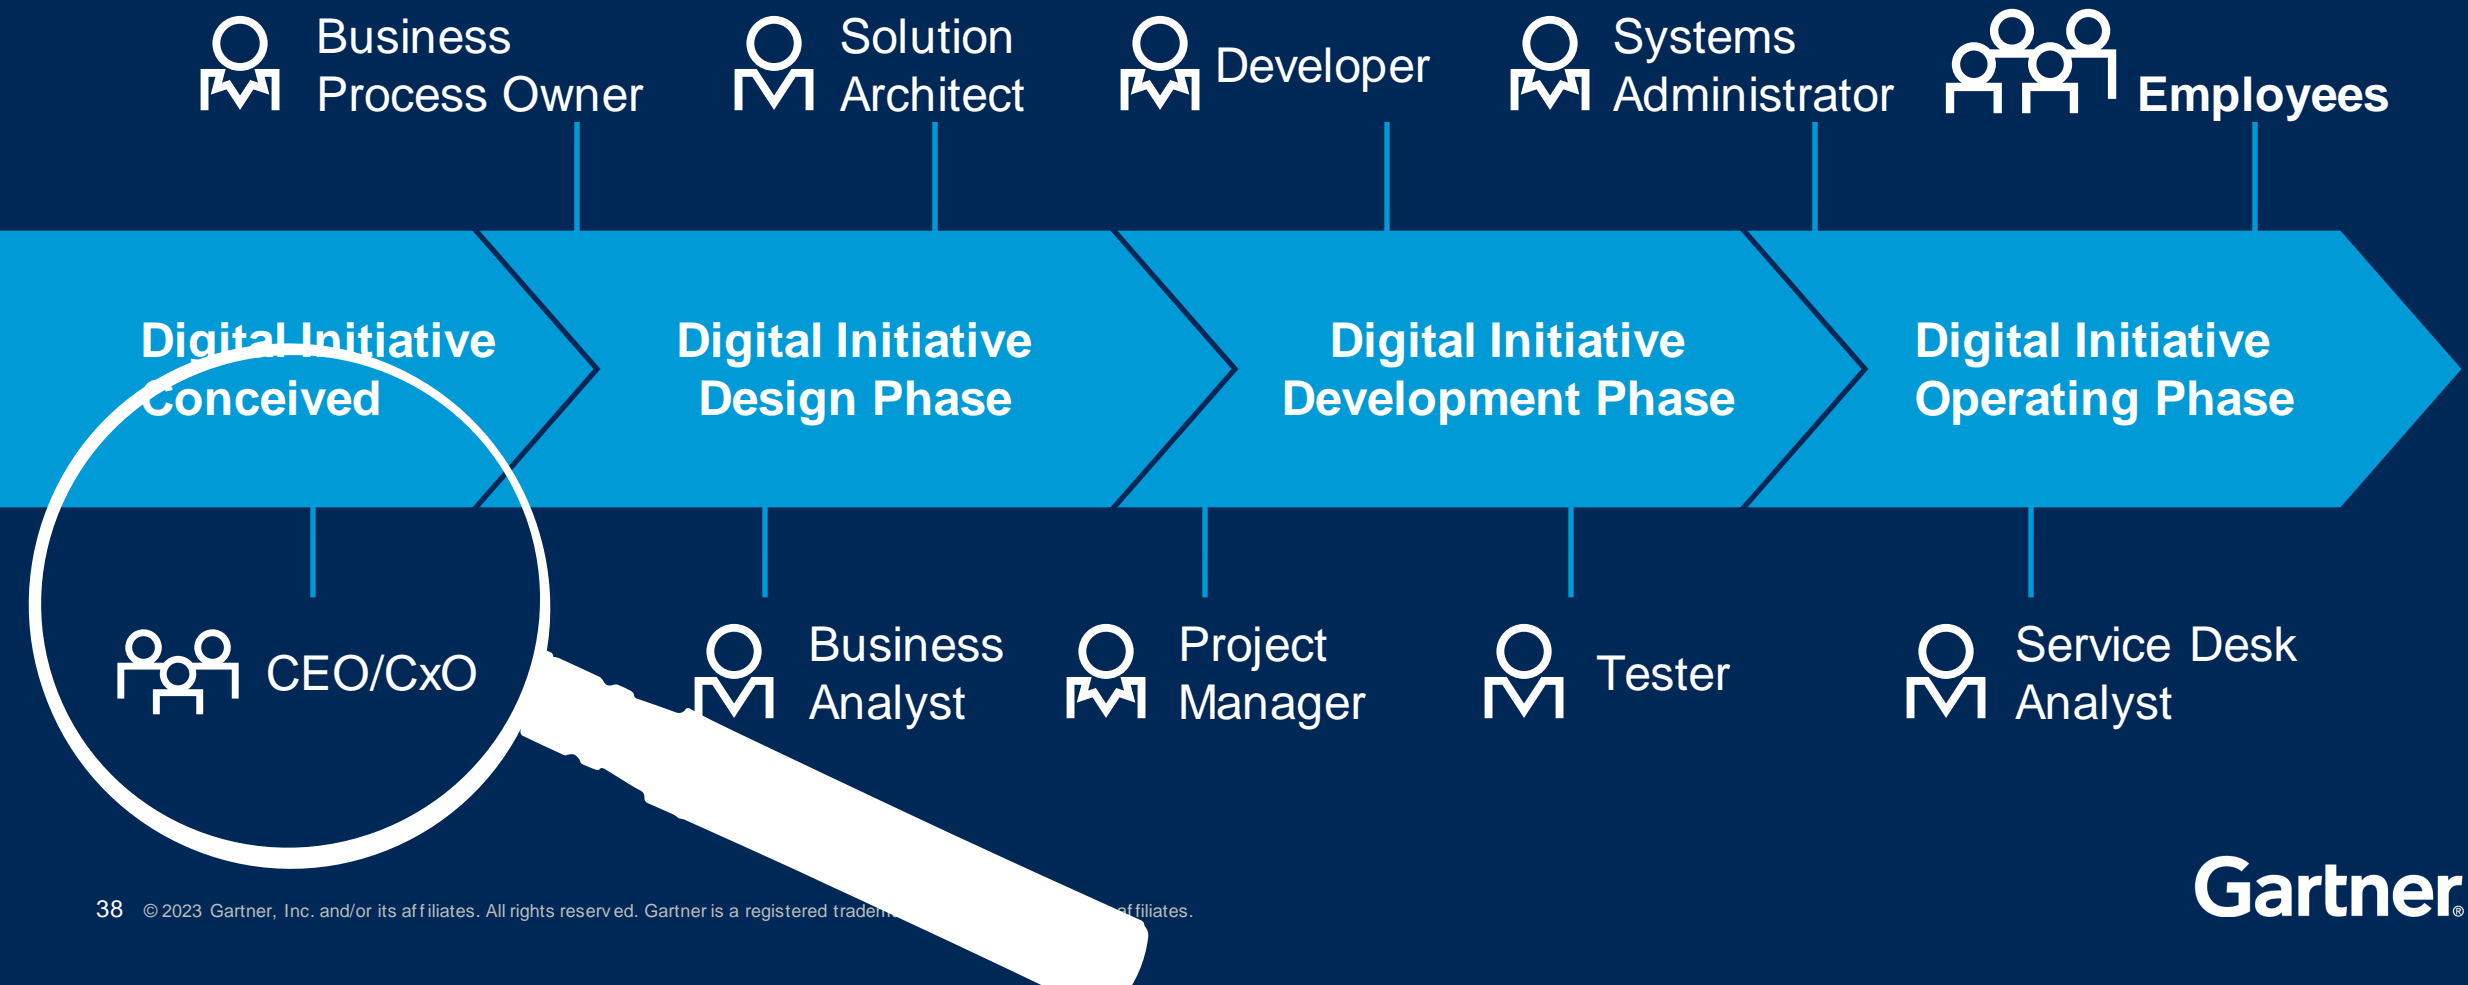 Business
Process Owner
Solution
Architect
Developer
Systems
Administrator
Employees
Digital Initiative
Conceived
Digital Initiative
Design Phase
Digital Initiative
Development Phase
Digital Initiative
Operating Phase
CEO/CxO
Business
Analyst
Project
Manager
Tester
Service Desk
Analyst
38 © 2023 Gartner, Inc. and/or its affiliates. All rights reserved. Gartner is a registered affiliates.
Gartner®